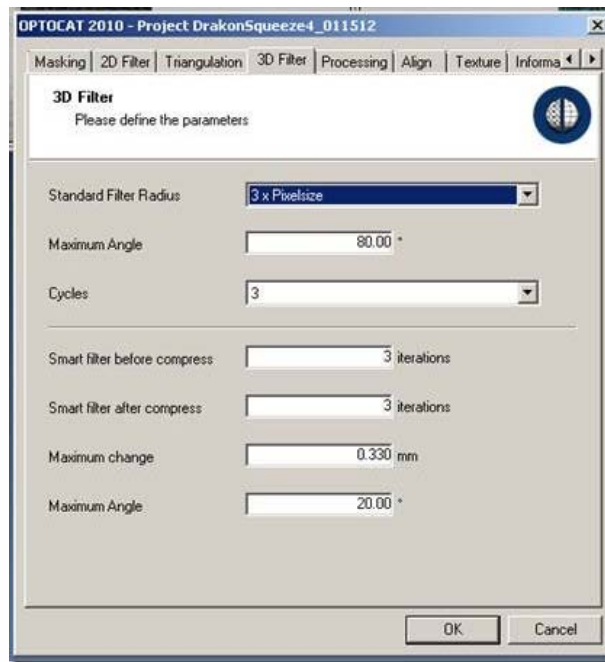 OPTOCAT 2010 - Project DrakonSqueeze4_011512
Masking 2D Filter Triangulation 3D Filter Processing Align Texture Informa
3D Filter
Please define the parameters
Standard Filter Radius 3 x Pixelsize
Maximum Angle 80.00 °
Cycles 3
Smart filter before compress 3 iterations
Smart filter after compress 3 iterations
Maximum change 0.330 mm
Maximum Angle 20.00 °
OK Cancel